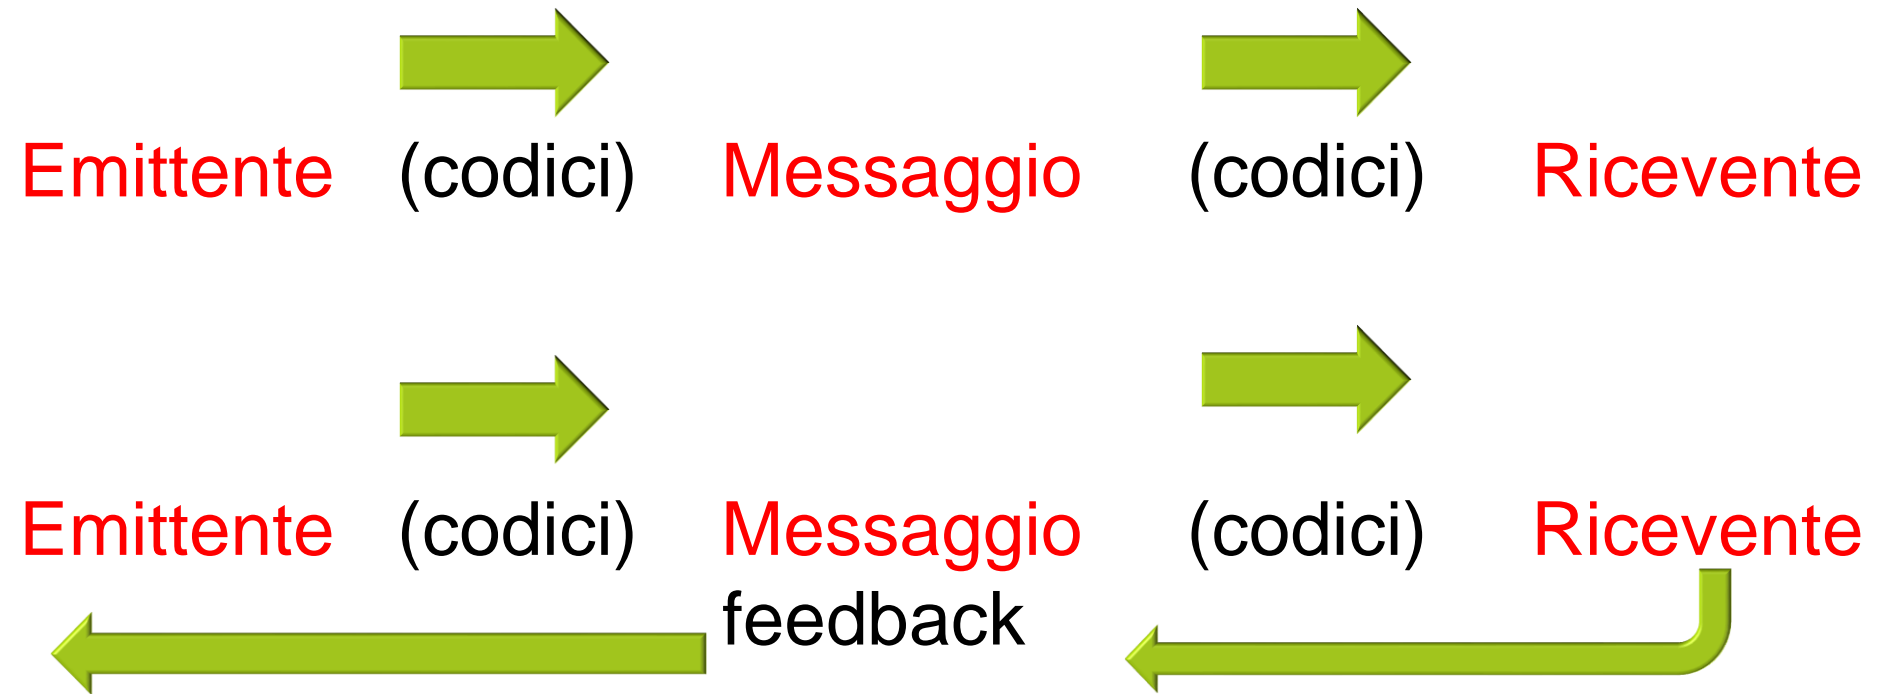 Emittente (codici) Messaggio (codici) Ricevente
Emittente (codici) Messaggio (codici) Ricevente
feedback